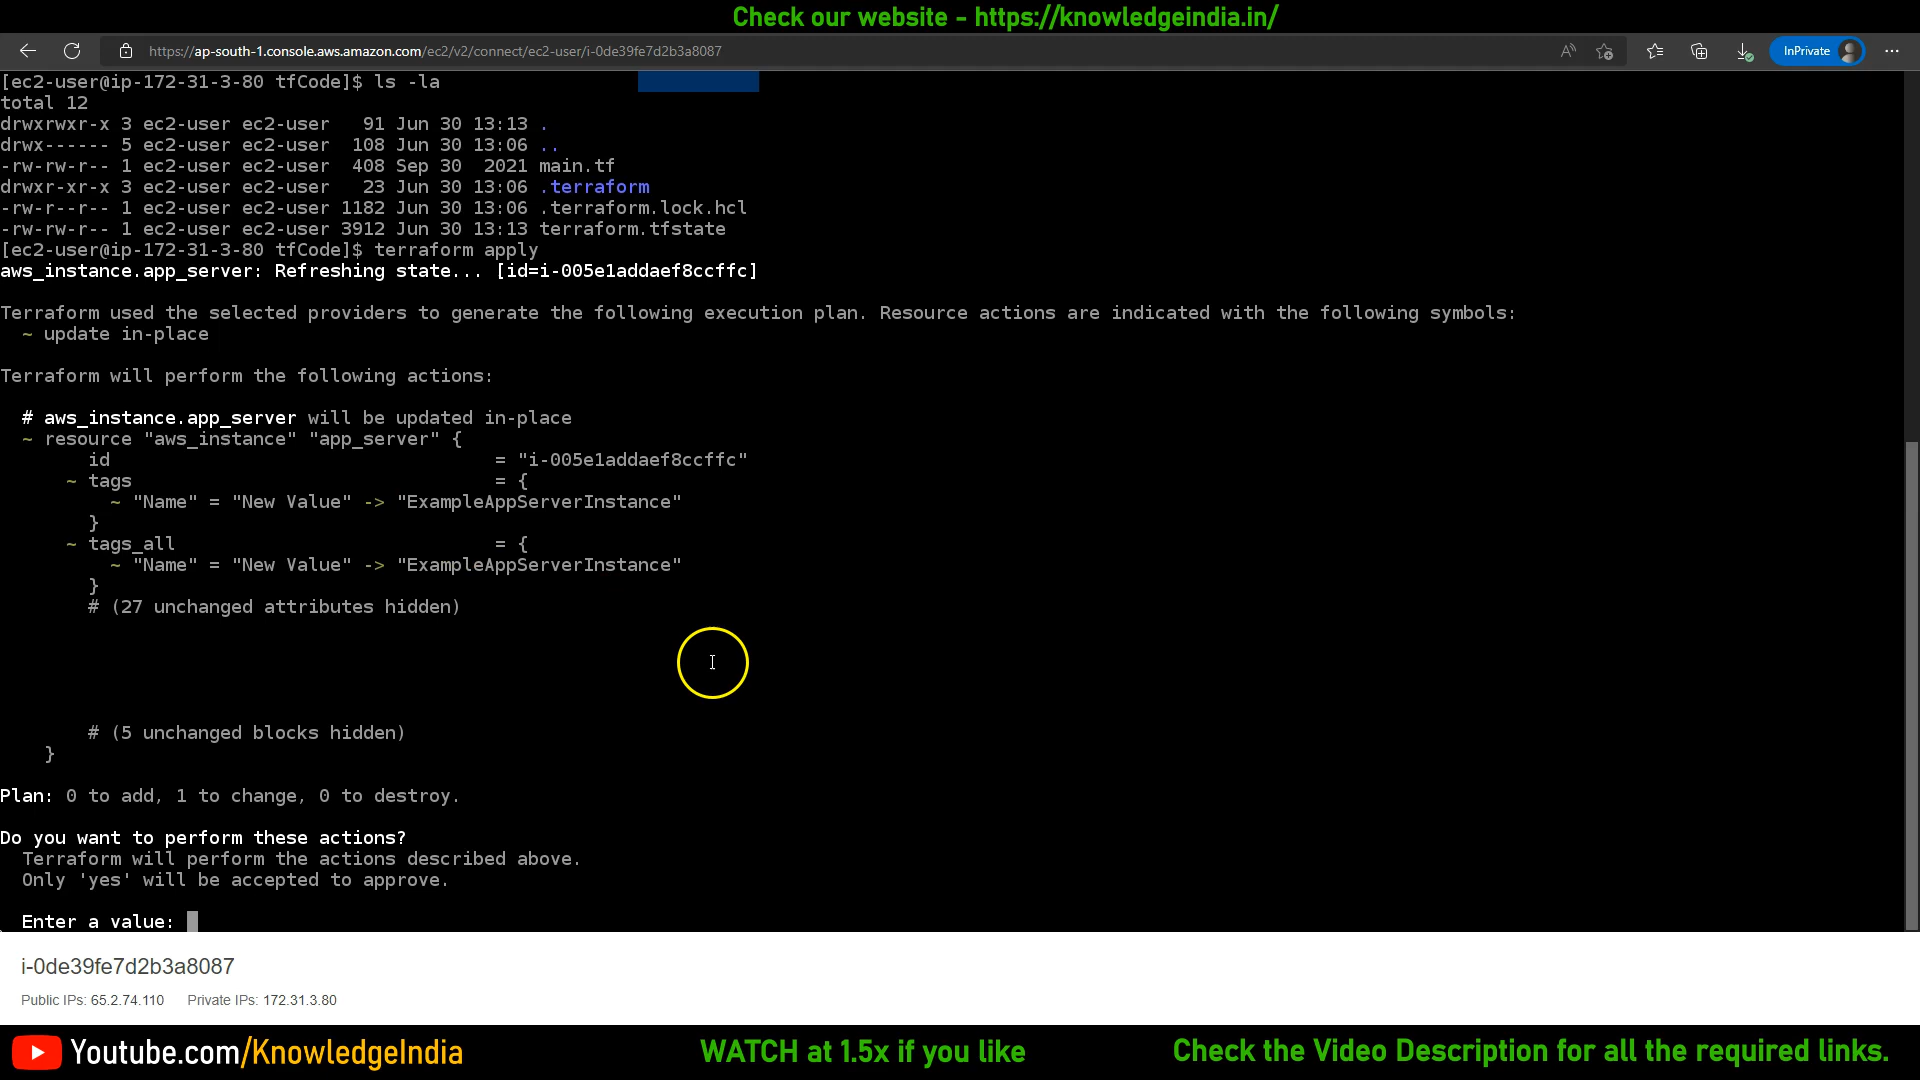 Check our website - https://knowledgeindia.in/
https://ap-south-1.console.aws.amazon.com/ec2/v2/connect/ec2-user/i-0de39fe7d2b3a8087
InPrivate
[ec2-user@ip-172-31-3-80 tfCode]$ ls -la
total 12
drwxrwxr-x 3 ec2-user ec2-user   91 Jun 30 13:13 .
drwx------ 5 ec2-user ec2-user  108 Jun 30 13:06 ..
-rw-rw-r-- 1 ec2-user ec2-user  408 Sep 30  2021 main.tf
drwxr-xr-x 3 ec2-user ec2-user   23 Jun 30 13:06 .terraform
-rw-r--r-- 1 ec2-user ec2-user 1182 Jun 30 13:06 .terraform.lock.hcl
-rw-rw-r-- 1 ec2-user ec2-user 3912 Jun 30 13:13 terraform.tfstate
[ec2-user@ip-172-31-3-80 tfCode]$ terraform apply
aws_instance.app_server: Refreshing state... [id=i-005e1addaef8ccffc]
Terraform used the selected providers to generate the following execution plan. Resource actions are indicated with the following symbols:
~ update in-place
Terraform will perform the following actions:
# aws_instance.app_server will be updated in-place
~ resource "aws_instance" "app_server" {
id = "i-005e1addaef8ccffc"
~ tags = {
~ "Name" = "New Value" -> "ExampleAppServerInstance"
}
~ tags_all = {
~ "Name" = "New Value" -> "ExampleAppServerInstance"
}
# (27 unchanged attributes hidden)
# (5 unchanged blocks hidden)
}
Plan: 0 to add, 1 to change, 0 to destroy.
Do you want to perform these actions?
Terraform will perform the actions described above.
Only 'yes' will be accepted to approve.
Enter a value:
i-0de39fe7d2b3a8087
Public IPs: 65.2.74.110 Private IPs: 172.31.3.80
Youtube.com/KnowledgeIndia
WATCH at 1.5x if you like
Check the Video Description for all the required links.